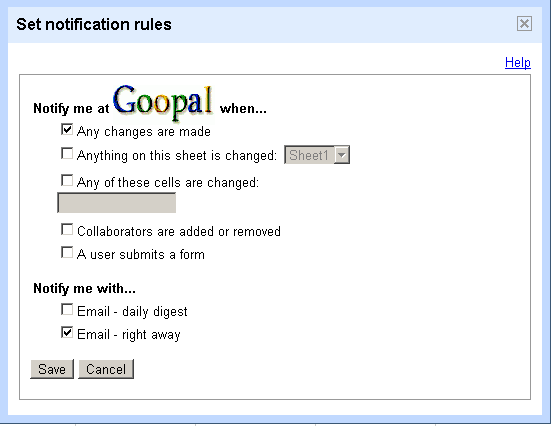 Set notification rules
Help
Notify me at Goopal when...
Any changes are made
Anything on this sheet is changed: Sheet1
Any of these cells are changed:
Collaborators are added or removed
A user submits a form
Notify me with...
Email - daily digest
Email - right away
Save Cancel